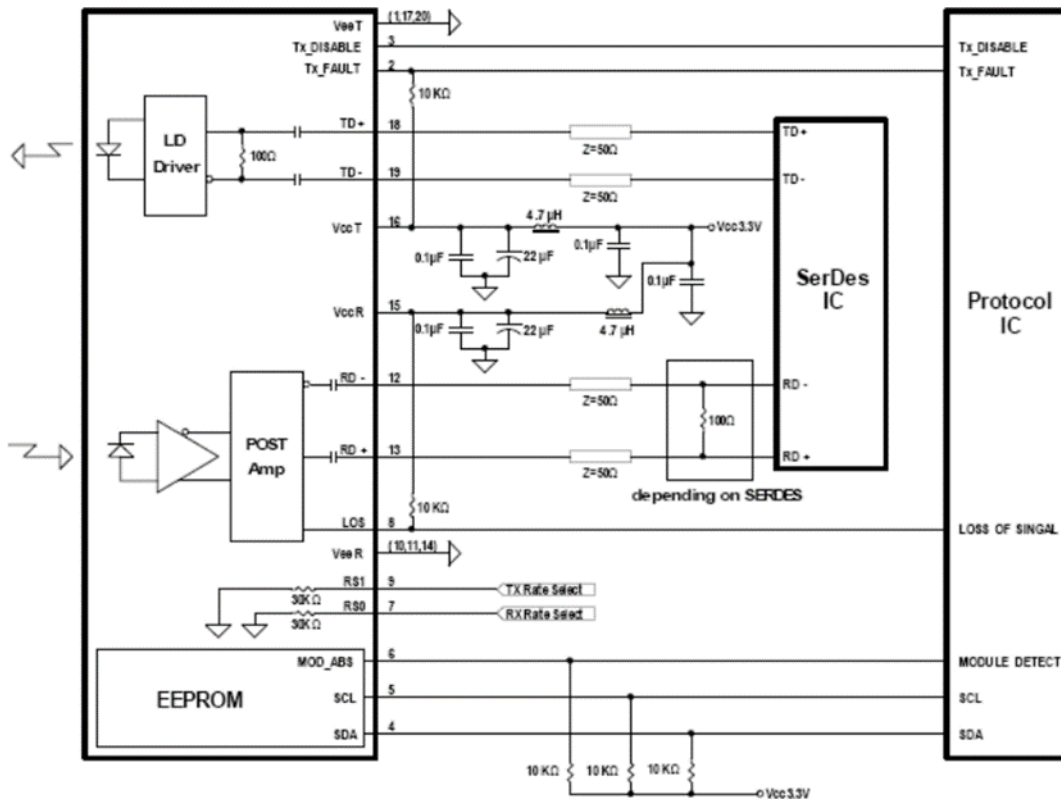 VeeT (1,17,20)
Tx_DISABLE 3 Tx_DISABLE
Tx_FAULT 2 Tx_FAULT
10 KΩ
LD
Driver
100Ω
TD+ 18 Z=50Ω TD+
TD- 19 Z=50Ω TD-
VccT 16 4.7 µH Vcc3.3V
0.1µF 22 µF 0.1µF 0.1µF
SerDes
IC
Protocol
IC
VccR 15 4.7 µH
0.1µF 22 µF
RD - 12 Z=50Ω RD -
100Ω
POST
Amp
RD + 13 Z=50Ω RD +
depending on SERDES
10 KΩ
LOS 8 LOSS OF SINGAL
VeeR (10,11,14)
RS1 9 TX Rate Select
30KΩ
RS0 7 RX Rate Select
30KΩ
EEPROM
MOD_ABS 6 MODULE DETECT
SCL 5 SCL
SDA 4 SDA
10 KΩ 10 KΩ 10 KΩ
Vcc3.3V